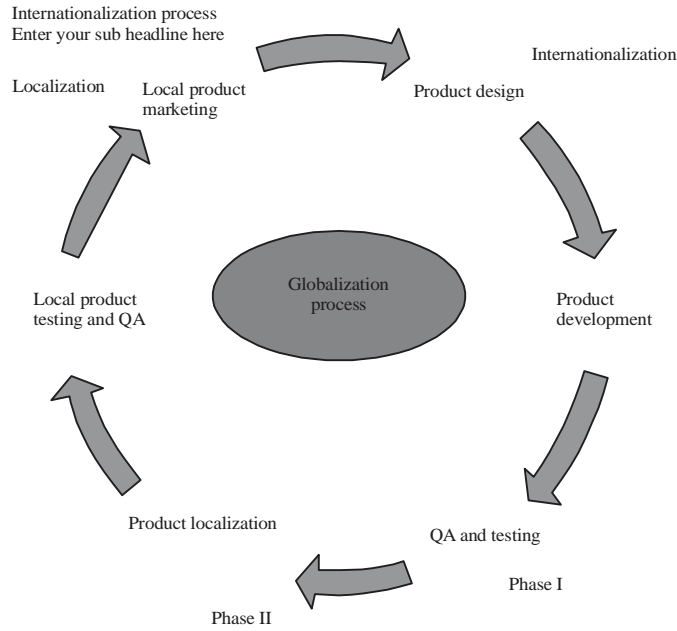 Internationalization process
Enter your sub headline here
Internationalization
Localization
Local product
marketing
Product design
Globalization
process
Local product
testing and QA
Product
development
Product localization
QA and testing
Phase I
Phase II